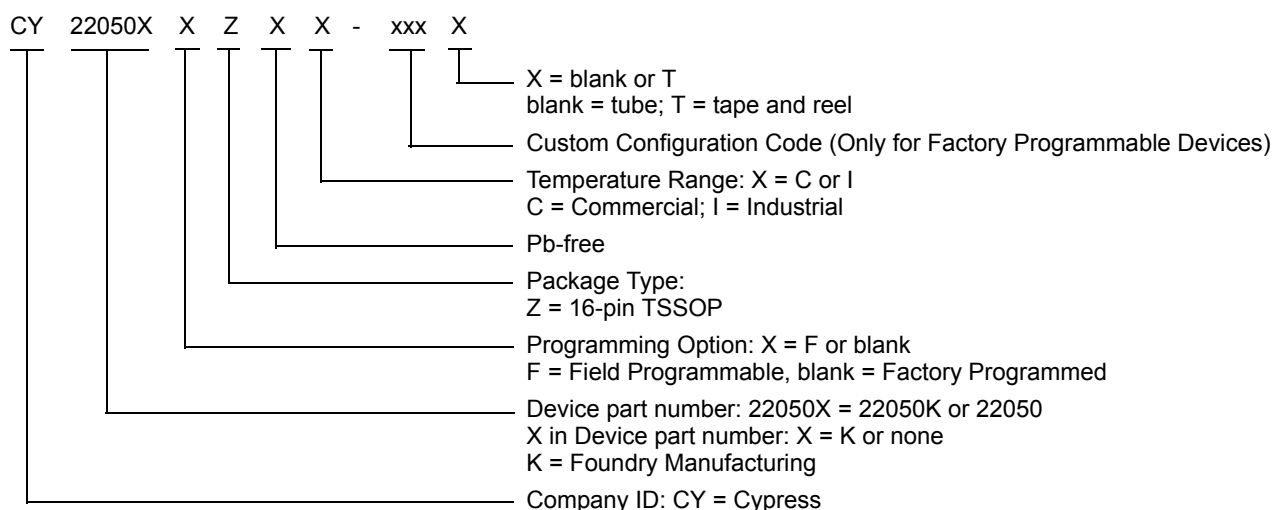 CY 22050X X Z X X - xxx X
X = blank or T
blank = tube; T = tape and reel
Custom Configuration Code (Only for Factory Programmable Devices)
Temperature Range: X = C or I
C = Commercial; I = Industrial
Pb-free
Package Type:
Z = 16-pin TSSOP
Programming Option: X = F or blank
F = Field Programmable, blank = Factory Programmed
Device part number: 22050X = 22050K or 22050
X in Device part number: X = K or none
K = Foundry Manufacturing
Company ID: CY = Cypress